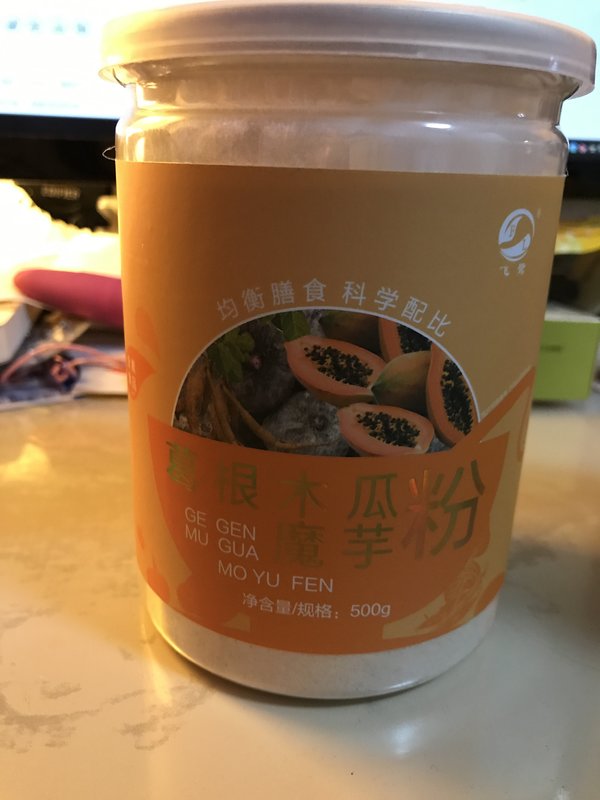 均衡膳食 科学配比
葛根木瓜
魔芋粉
GE GEN
MU GUA
MO YU FEN
净含量/规格：500g